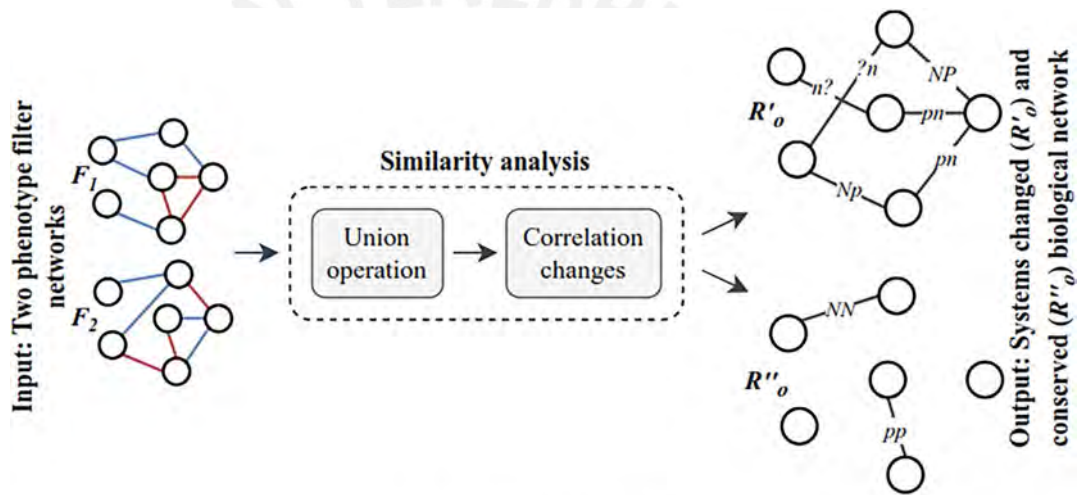 Input: Two phenotype filter
networks
F1
F2
Similarity analysis
Union
operation
Correlation
changes
R'o
n?
?n
NP
pn
pn
Np
R''o
NN
pp
Output: Systems changed (R'o) and
conserved (R''o) biological network